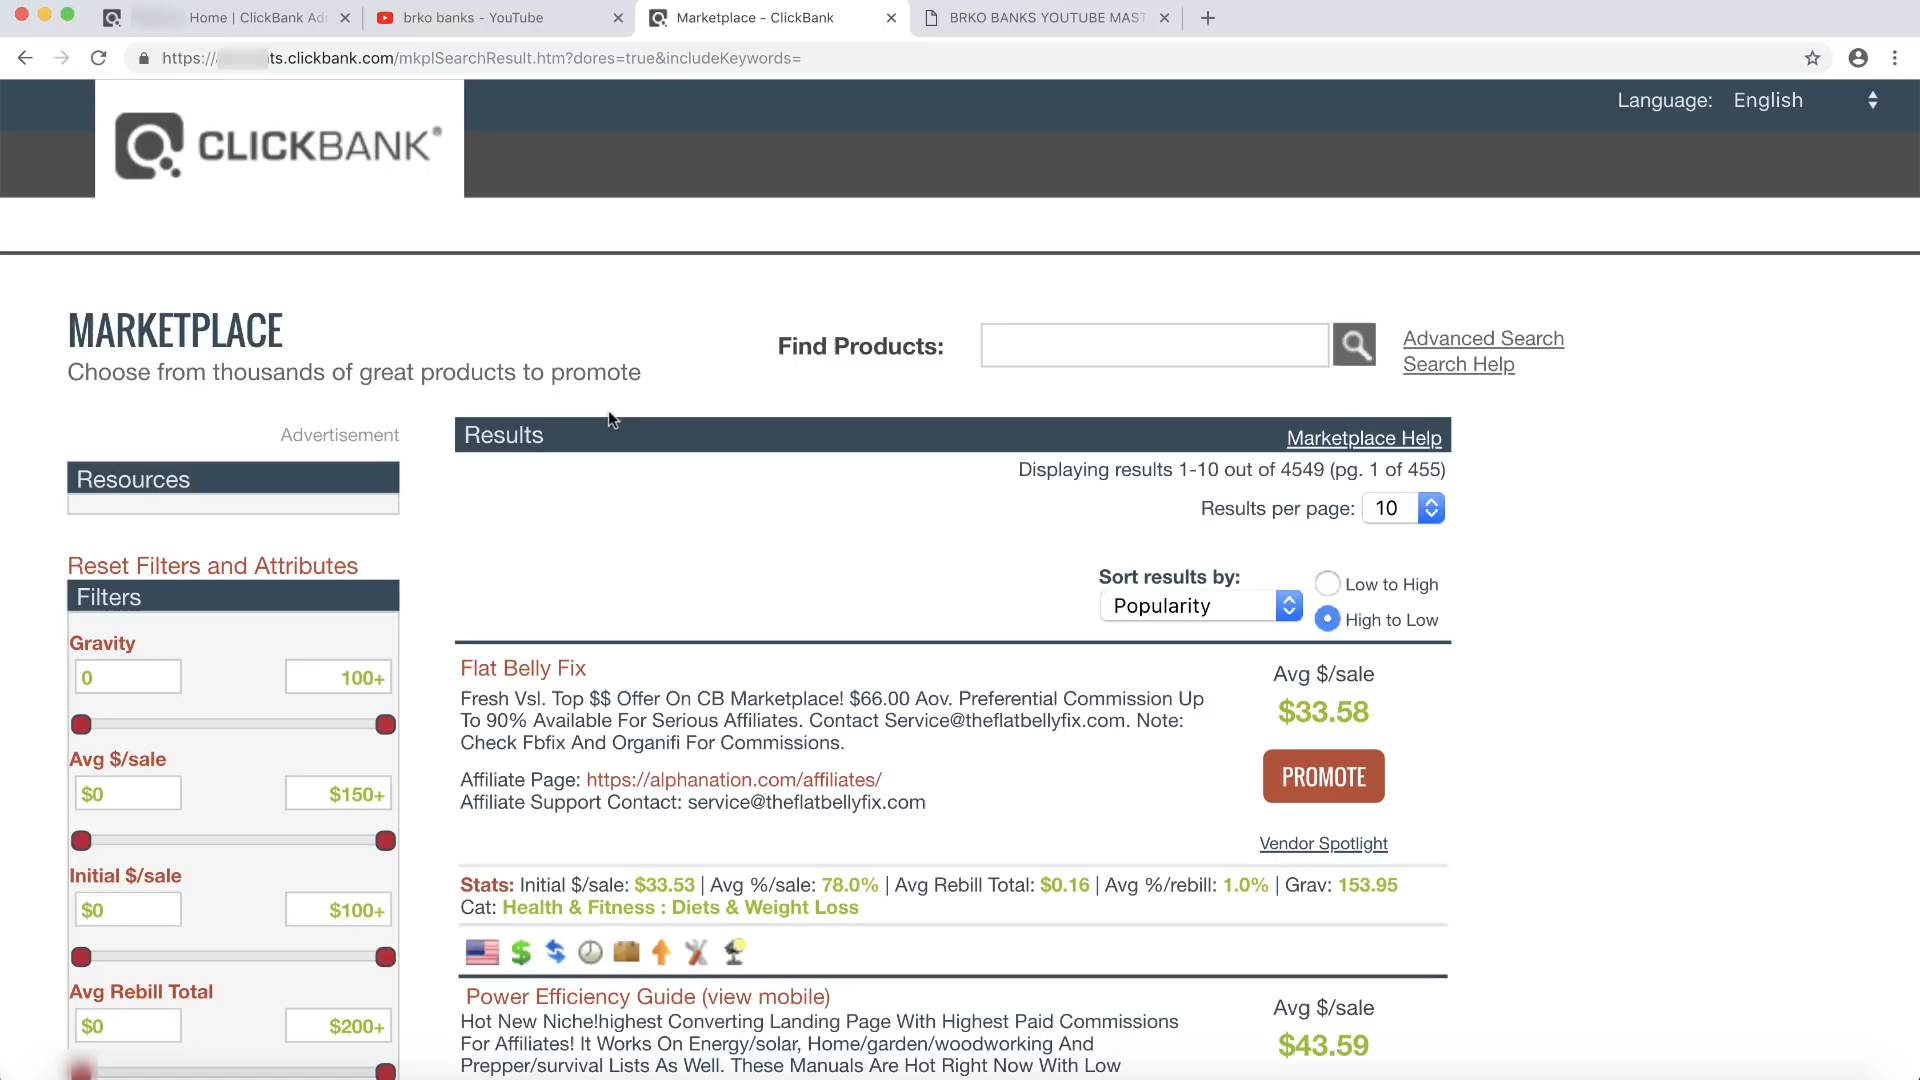 Home | ClickBank Ad
brko banks - YouTube
Marketplace - ClickBank
BRKO BANKS YOUTUBE MAST
https:// ts.clickbank.com/mkplSearchResult.htm?dores=true&includeKeywords=
Language: English
CLICKBANK®
MARKETPLACE
Choose from thousands of great products to promote
Find Products:
Advanced Search
Search Help
Advertisement
Resources
Reset Filters and Attributes
Filters
Gravity
0 100+
Avg $/sale
$0 $150+
Initial $/sale
$0 $100+
Avg Rebill Total
$0 $200+
Results
Marketplace Help
Displaying results 1-10 out of 4549 (pg. 1 of 455)
Results per page: 10
Sort results by:
Popularity
Low to High
High to Low
Flat Belly Fix
Fresh Vsl. Top $$ Offer On CB Marketplace! $66.00 Aov. Preferential Commission Up
To 90% Available For Serious Affiliates. Contact Service@theflatbellyfix.com. Note:
Check Fbfix And Organifi For Commissions.
Affiliate Page: https://alphanation.com/affiliates/
Affiliate Support Contact: service@theflatbellyfix.com
Avg $/sale
$33.58
PROMOTE
Vendor Spotlight
Stats: Initial $/sale: $33.53 | Avg %/sale: 78.0% | Avg Rebill Total: $0.16 | Avg %/rebill: 1.0% | Grav: 153.95
Cat: Health & Fitness : Diets & Weight Loss
Power Efficiency Guide (view mobile)
Hot New Niche!highest Converting Landing Page With Highest Paid Commissions
For Affiliates! It Works On Energy/solar, Home/garden/woodworking And
Prepper/survival Lists As Well. These Manuals Are Hot Right Now With Low
Avg $/sale
$43.59